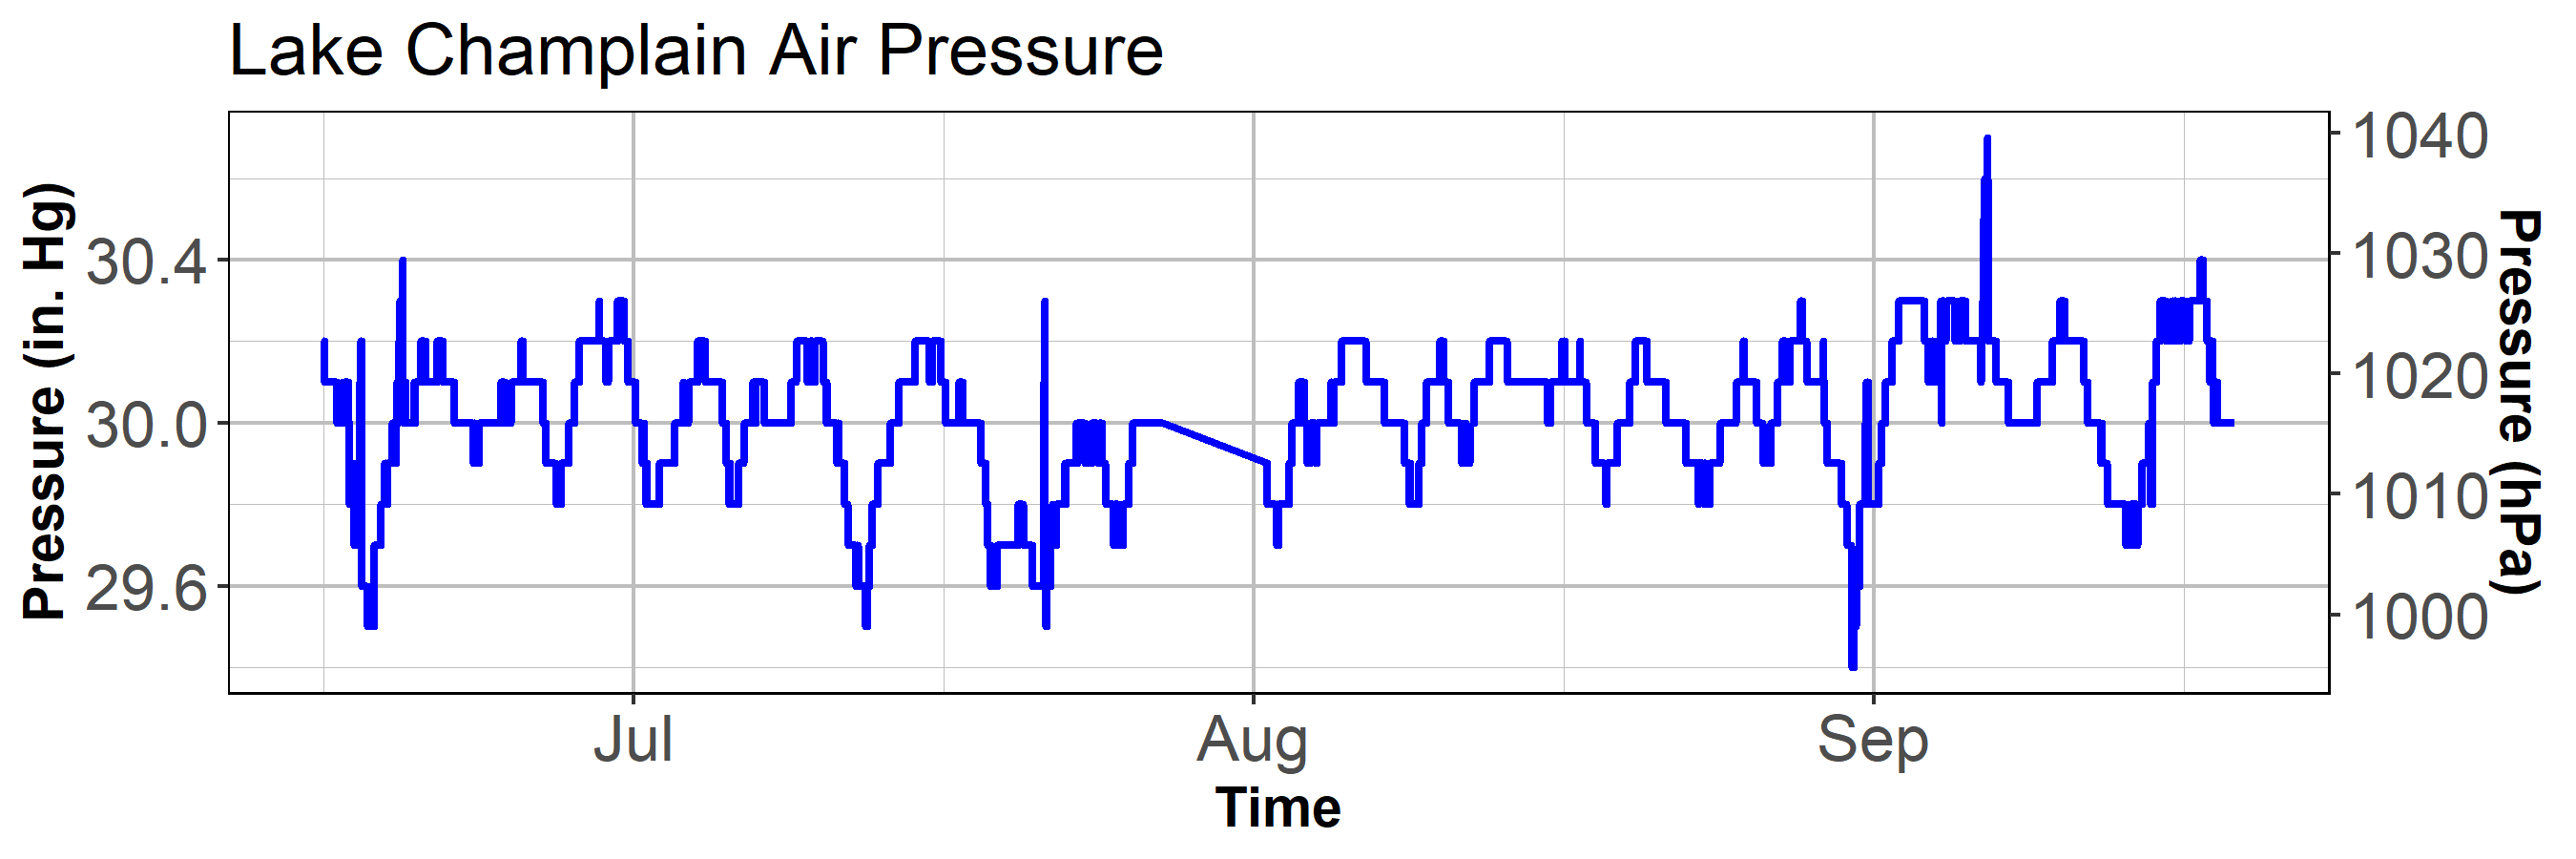 Lake Champlain Air Pressure
Pressure (in. Hg)
30.4
30.0
29.6
1040
1030
1020
1010
1000
Pressure (hPa)
Jul
Aug
Sep
Time